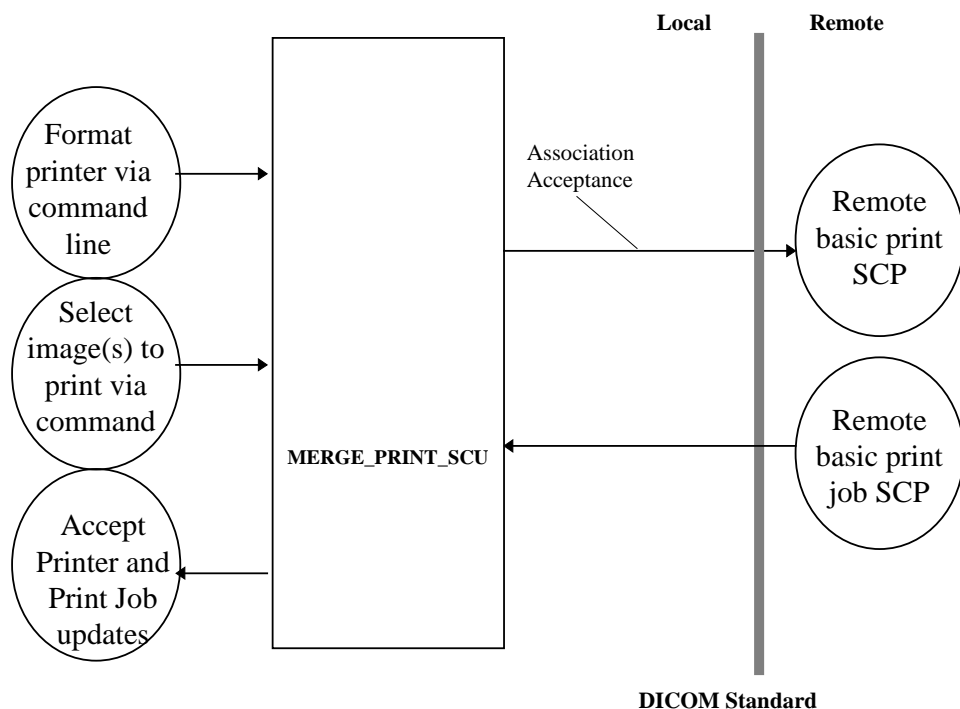 Local
Remote
Format
printer via
command
line
Association
Acceptance
Remote
basic print
SCP
Select
image(s) to
print via
command
MERGE_PRINT_SCU
Remote
basic print
job SCP
Accept
Printer and
Print Job
updates
DICOM Standard